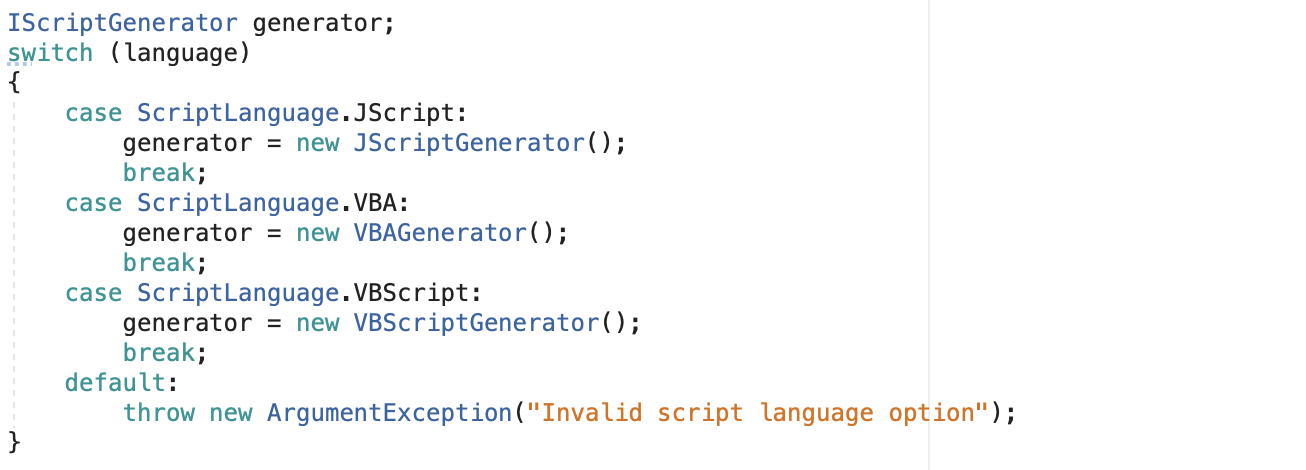 IScriptGenerator generator;
switch (language)
{
    case ScriptLanguage.JScript:
        generator = new JScriptGenerator();
        break;
    case ScriptLanguage.VBA:
        generator = new VBAGenerator();
        break;
    case ScriptLanguage.VBScript:
        generator = new VBScriptGenerator();
        break;
    default:
        throw new ArgumentException("Invalid script language option");
}